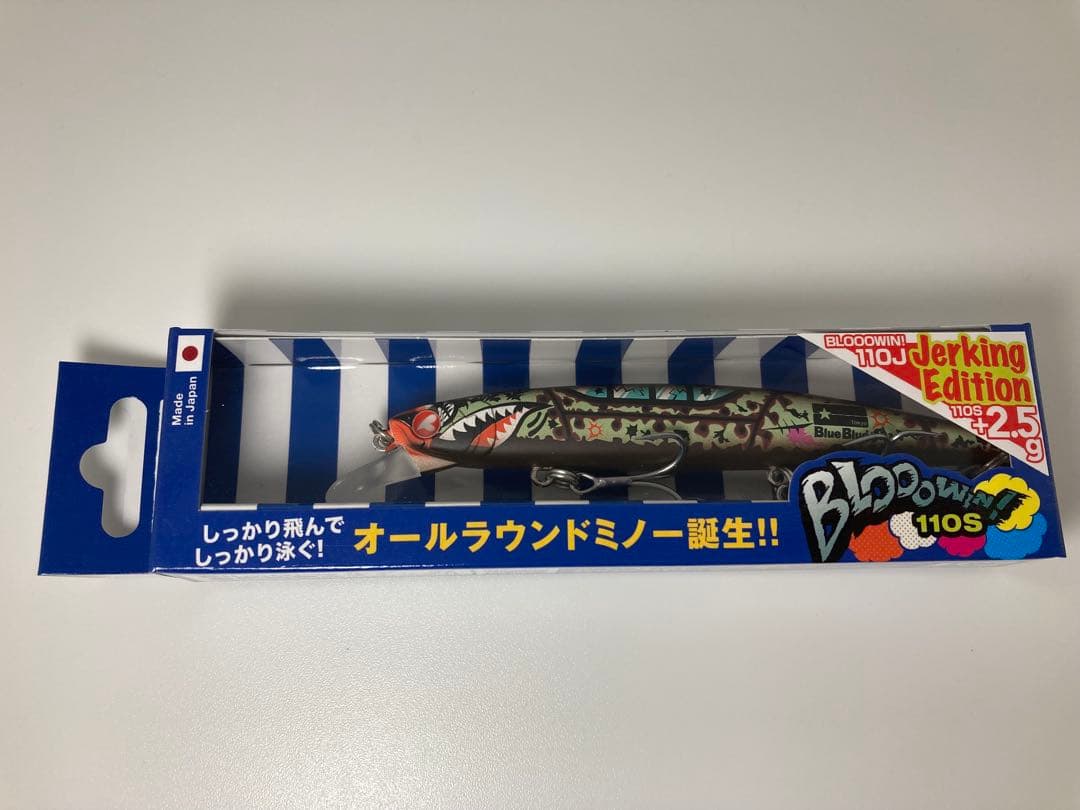 Made
in Japan
BLOOOWIN!
110J
Jerking
Edition
110S
+2.5
g
BlueBlue
BLOOOWIN!
110S
しっかり飛んで
しっかり泳ぐ!
オールラウンドミノー誕生!!